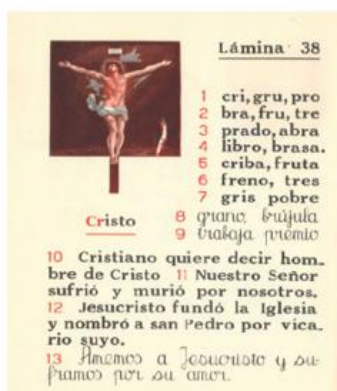 Lámina 38
1 cri, gru, pro
2 bra, fru, tre
3 prado, abra
4 libro, brasa.
5 criba, fruta
6 freno, tres
7 gris pobre
Cristo
8 grano, brújula
9 trabaja premio
10 Cristiano quiere decir hom-
bre de Cristo 11 Nuestro Señor
sufrió y murió por nosotros.
12 Jesucristo fundó la Iglesia
y nombró a san Pedro por vica-
rio suyo.
13 Amemos a Jesucristo y su-
framos por su amor.